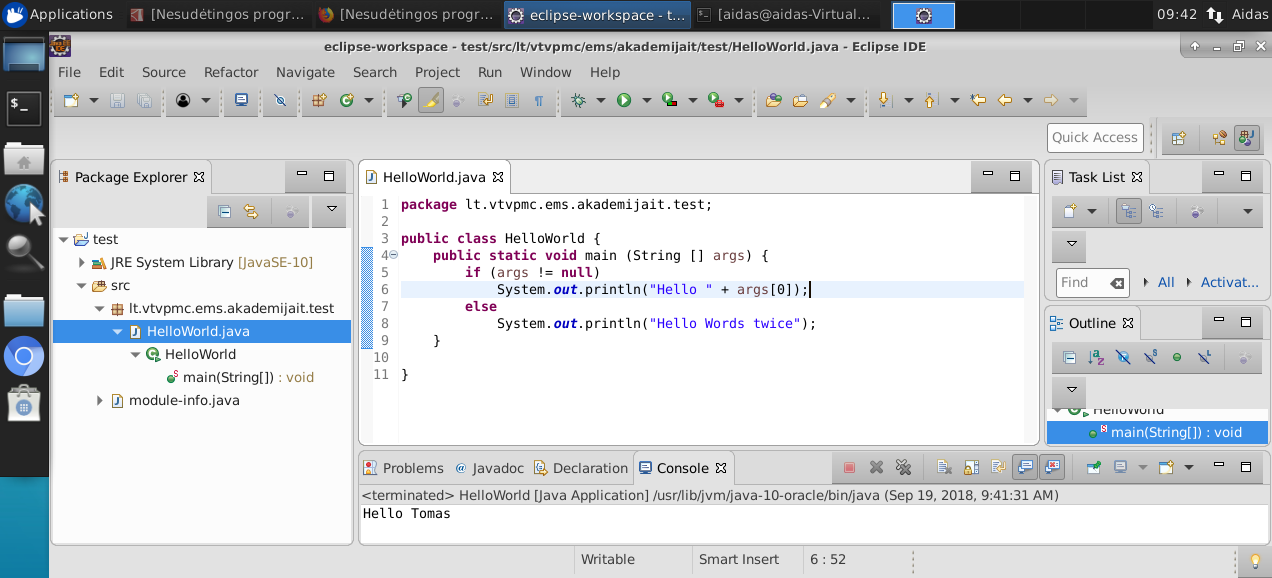 Applications [Nesudėtingos progr... [Nesudėtingos progr... eclipse-workspace - t... [aidas@aidas-Virtual... 09:42 Aidas
eclipse-workspace - test/src/lt/vtvpmc/ems/akademijait/test/HelloWorld.java - Eclipse IDE
File Edit Source Refactor Navigate Search Project Run Window Help
Quick Access
Package Explorer
test
JRE System Library [JavaSE-10]
src
lt.vtvpmc.ems.akademijait.test
HelloWorld.java
HelloWorld
main(String[]) : void
module-info.java
HelloWorld.java
1 package lt.vtvpmc.ems.akademijait.test;
2
3 public class HelloWorld {
4 public static void main (String [] args) {
5 if (args != null)
6 System.out.println("Hello " + args[0]);
7 else
8 System.out.println("Hello Words twice");
9 }
10
11 }
Task List
Find All Activat...
Outline
HelloWorld
main(String[]) : void
Problems @ Javadoc Declaration Console
<terminated> HelloWorld [Java Application] /usr/lib/jvm/java-10-oracle/bin/java (Sep 19, 2018, 9:41:31 AM)
Hello Tomas
Writable Smart Insert 6 : 52